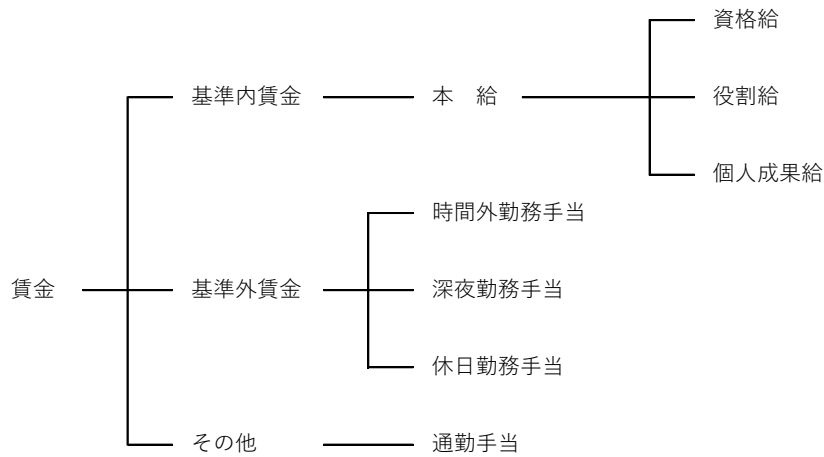 資格給
基準内賃金 本　給 役割給
個人成果給
時間外勤務手当
賃金 基準外賃金 深夜勤務手当
休日勤務手当
その他 通勤手当